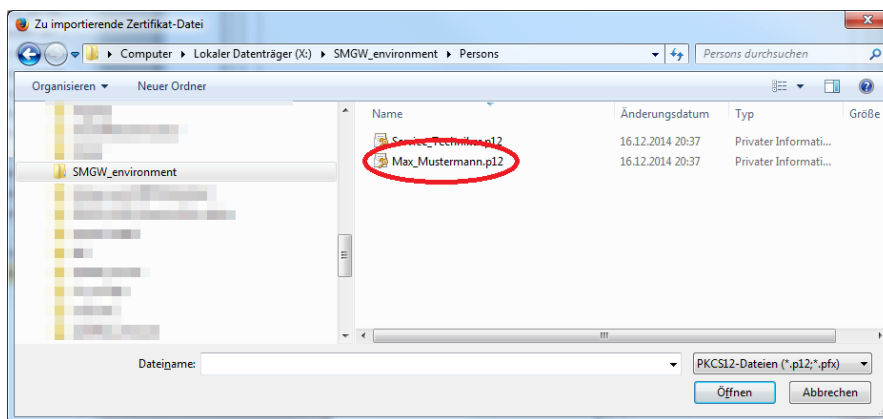 Zu importierende Zertifikat-Datei
Computer Lokaler Datenträger (X:) SMGW_environment Persons
Persons durchsuchen
Organisieren Neuer Ordner
Name Änderungsdatum Typ Größe
Service_Techniker.p12 16.12.2014 20:37 Privater Informati...
Max_Mustermann.p12 16.12.2014 20:37 Privater Informati...
SMGW_environment
Dateiname:
PKCS12-Dateien (*.p12;*.pfx)
Öffnen Abbrechen